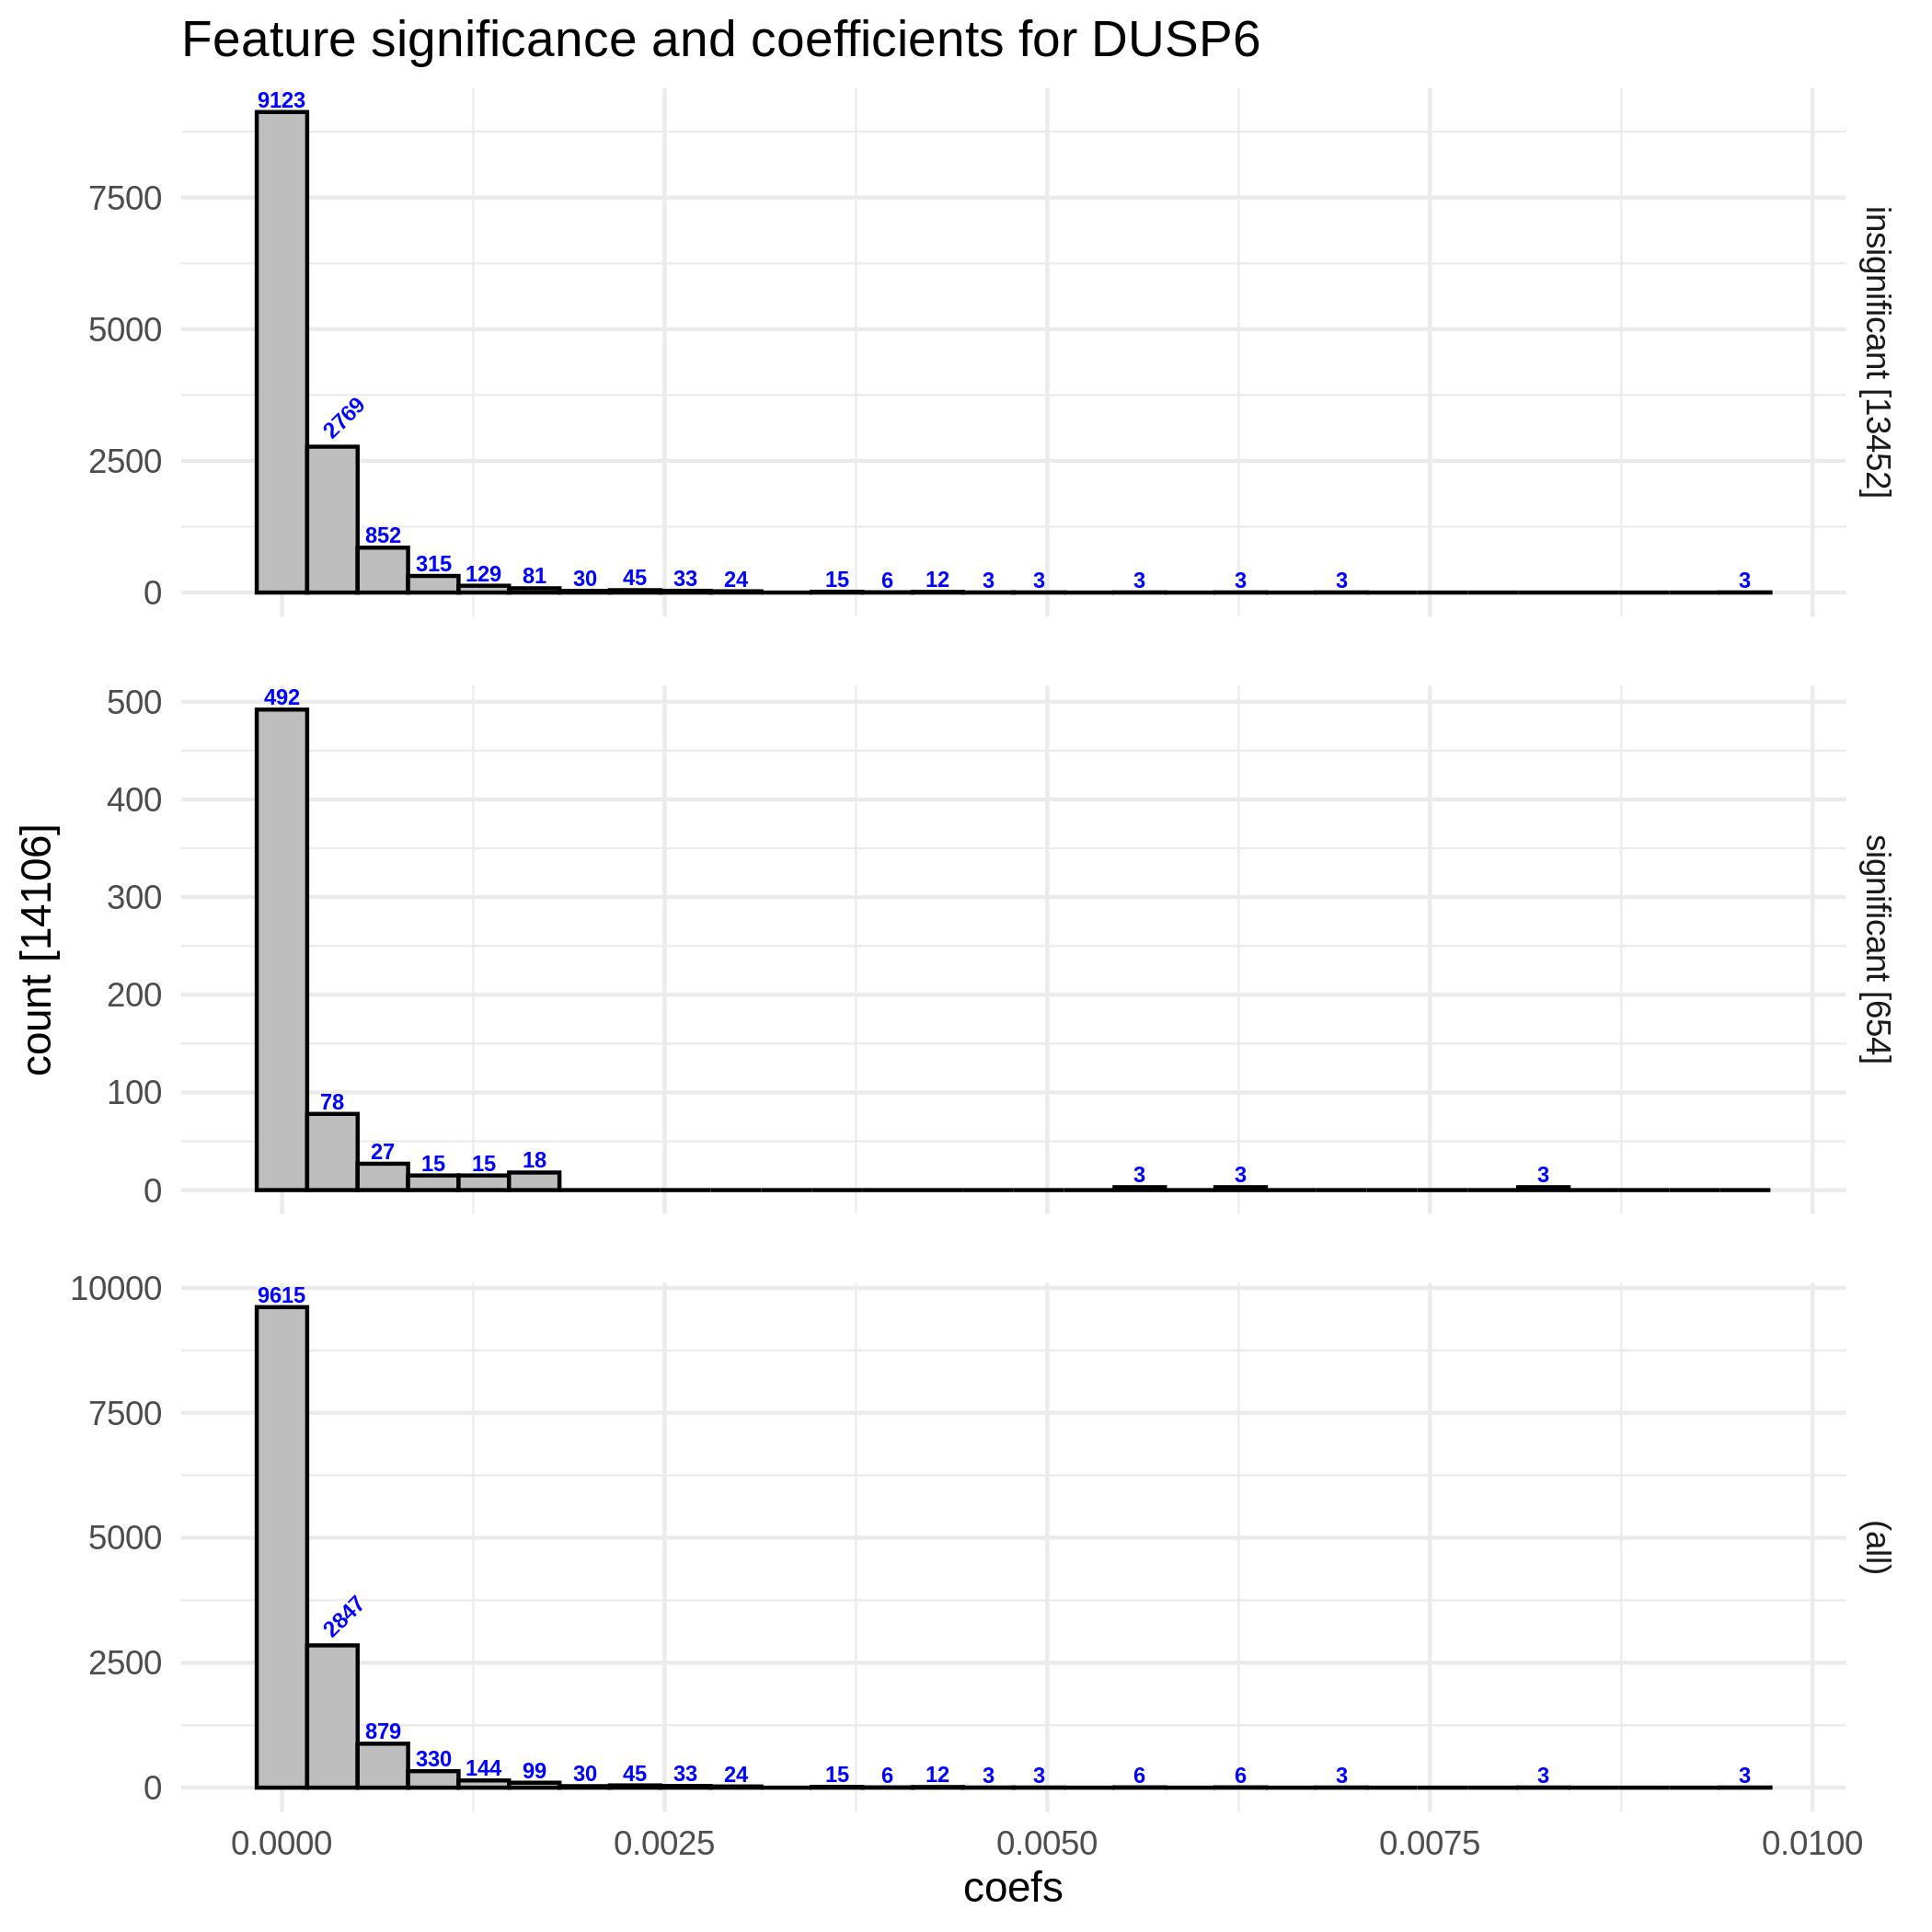 Feature significance and coefficients for DUSP6
9123
7500
5000
2769
2500
852
315 129 81 30 45 33 24 15 6 12 3 3 3 3 3 3
0
insignificant [13452]
492
500
400
300
200
100
78
27 15 15 18 3 3 3
0
significant [654]
count [14106]
10000
9615
7500
5000
2847
2500
879
330 144 99 30 45 33 24 15 6 12 3 3 6 6 3 3 3
0
(all)
0.0000 0.0025 0.0050 0.0075 0.0100
coefs